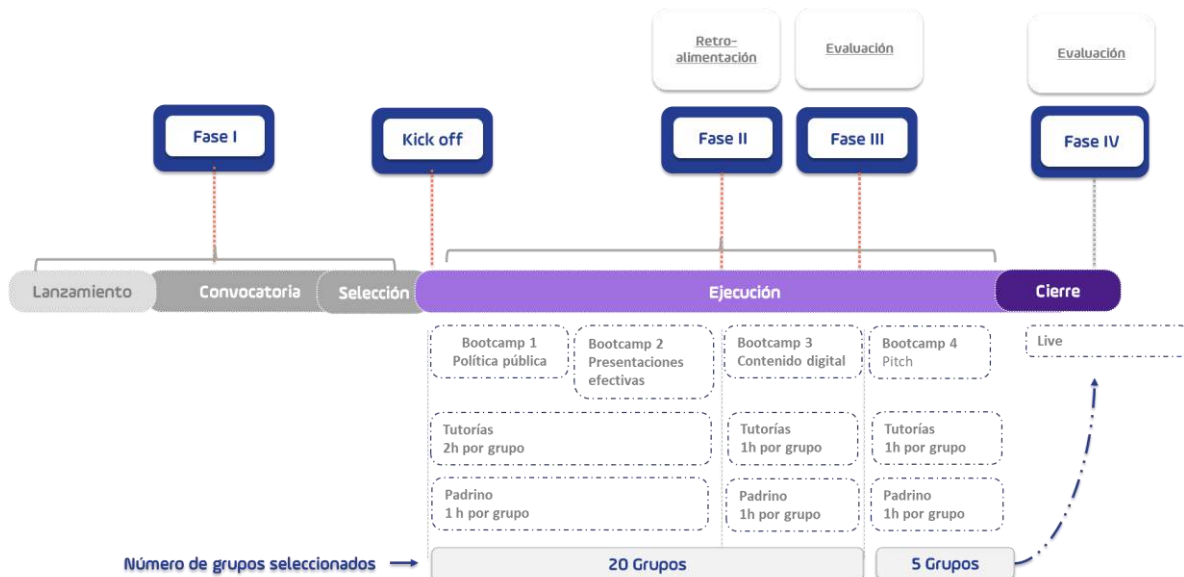 Retro-
alimentación
Evaluación
Evaluación
Fase I
Kick off
Fase II
Fase III
Fase IV
Lanzamiento
Convocatoria
Selección
Ejecución
Cierre
Bootcamp 1
Política pública
Bootcamp 2
Presentaciones
efectivas
Bootcamp 3
Contenido digital
Bootcamp 4
Pitch
Live
Tutorías
2h por grupo
Tutorías
1h por grupo
Tutorías
1h por grupo
Padrino
1 h por grupo
Padrino
1h por grupo
Padrino
1h por grupo
Número de grupos seleccionados
20 Grupos
5 Grupos